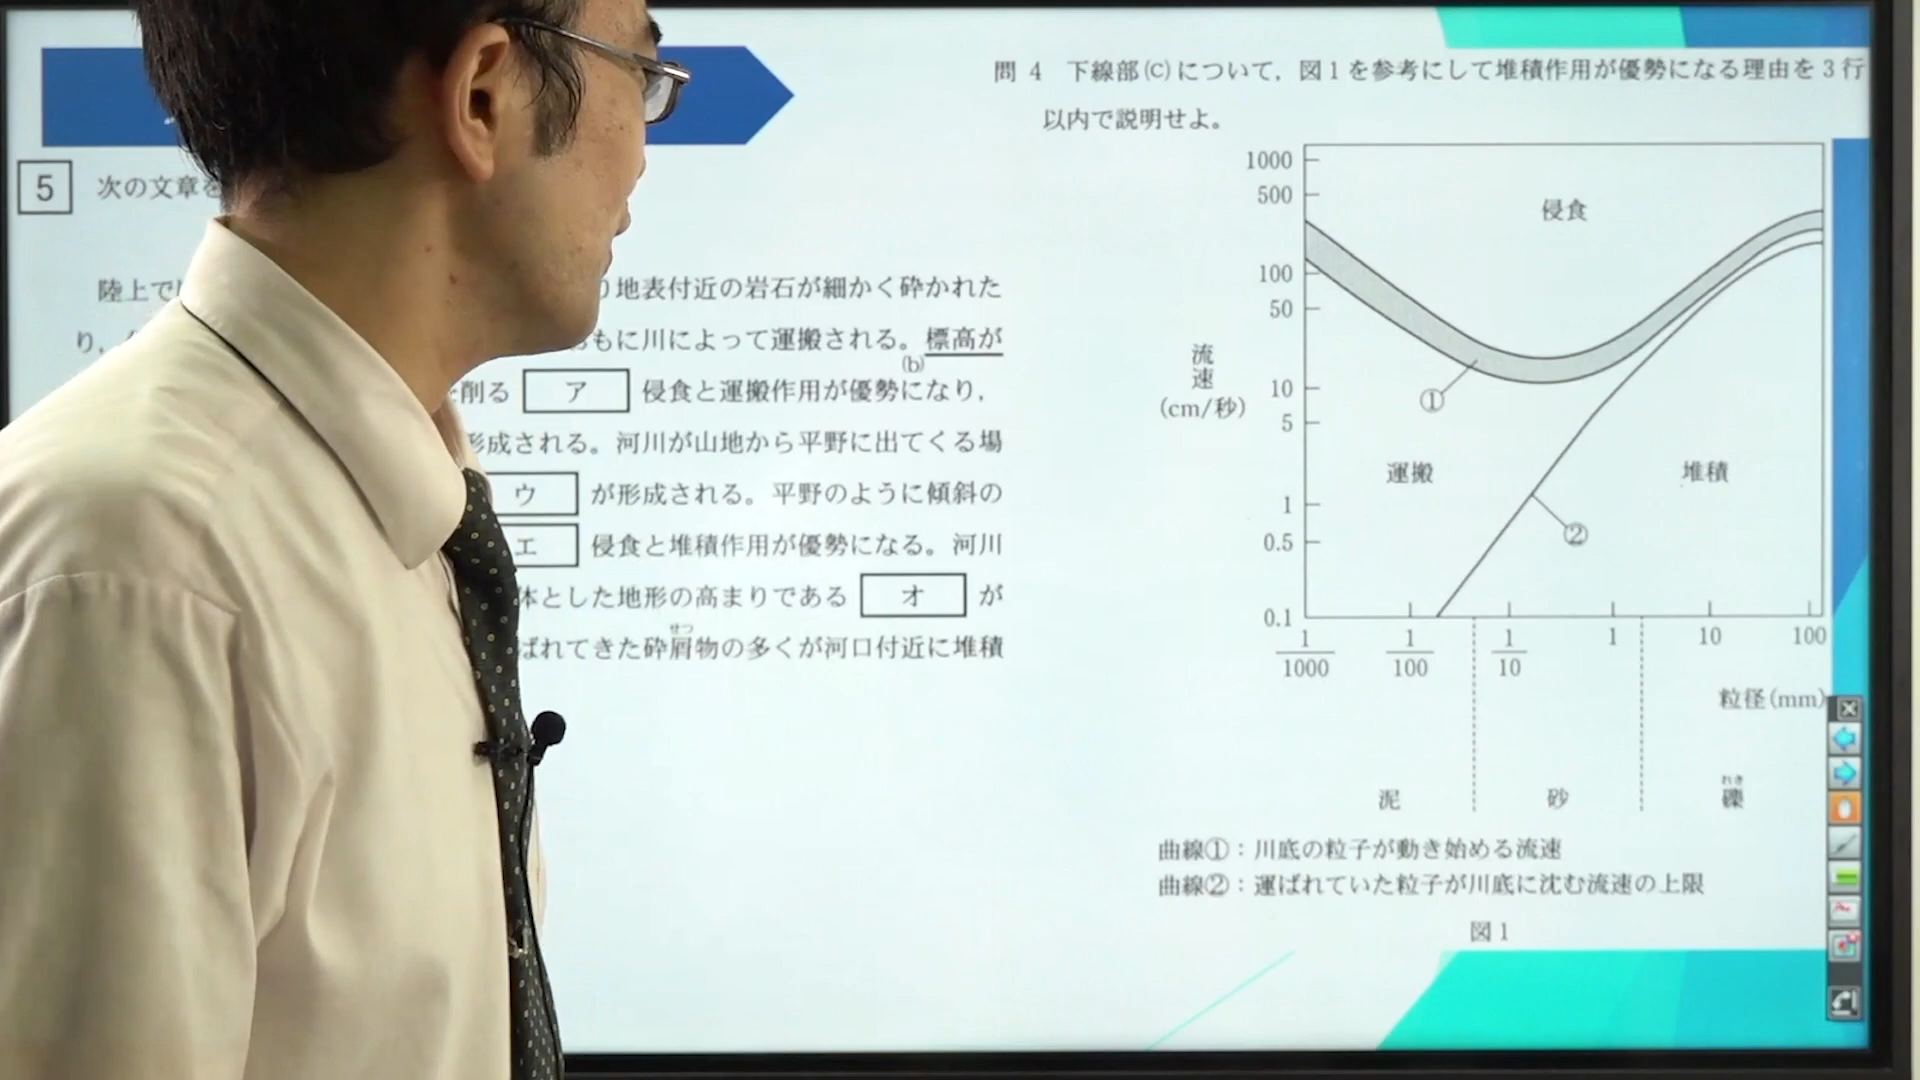 5 次の文章を
陸上で
り地表付近の岩石が細かく砕かれた
り,
もに川によって運搬される。標高が
(b)
を削る ア 侵食と運搬作用が優勢になり,
形成される。河川が山地から平野に出てくる場
ウ が形成される。平野のように傾斜の
エ 侵食と堆積作用が優勢になる。河川
体とした地形の高まりである オ が
せつ
ばれてきた砕屑物の多くが河口付近に堆積
問 4 下線部(C)について,図1を参考にして堆積作用が優勢になる理由を3行
以内で説明せよ。
1000
500
100
50
10
5
1
0.5
0.1
流速
(cm/秒)
侵食
運搬
堆積
①
②
1/1000 1/100 1/10 1 10 100
粒径(mm)
泥 砂 礫
れき
曲線①:川底の粒子が動き始める流速
曲線②:運ばれていた粒子が川底に沈む流速の上限
図1